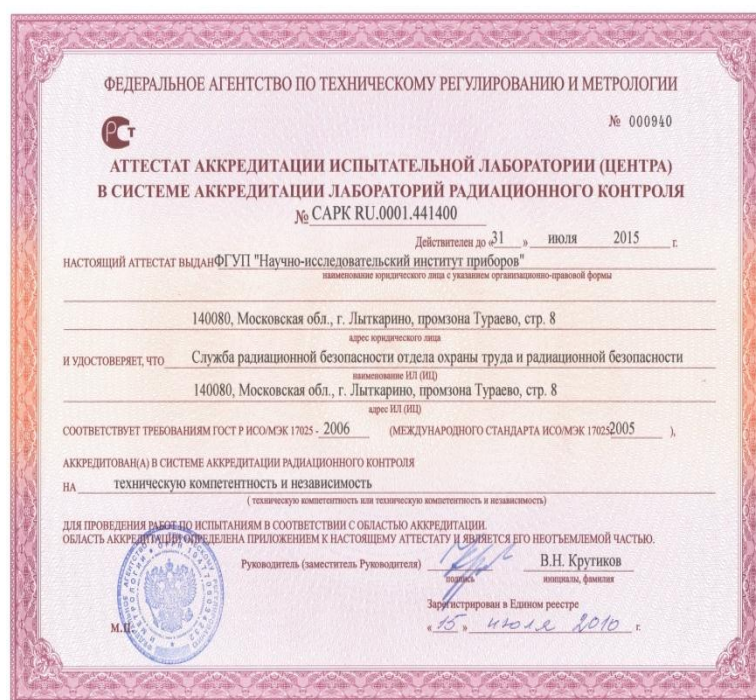 ФЕДЕРАЛЬНОЕ АГЕНТСТВО ПО ТЕХНИЧЕСКОМУ РЕГУЛИРОВАНИЮ И МЕТРОЛОГИИ
№ 000940
РСТ
АТТЕСТАТ АККРЕДИТАЦИИ ИСПЫТАТЕЛЬНОЙ ЛАБОРАТОРИИ (ЦЕНТРА)
В СИСТЕМЕ АККРЕДИТАЦИИ ЛАБОРАТОРИЙ РАДИАЦИОННОГО КОНТРОЛЯ
№ САРК RU.0001.441400
Действителен до «31 » июля 2015 г.
НАСТОЯЩИЙ АТТЕСТАТ ВЫДАН ФГУП "Научно-исследовательский институт приборов"
наименование юридического лица с указанием организационно-правовой формы
140080, Московская обл., г. Лыткарино, промзона Тураево, стр. 8
адрес юридического лица
И УДОСТОВЕРЯЕТ, ЧТО Служба радиационной безопасности отдела охраны труда и радиационной безопасности
наименование ИЛ (ИЦ)
140080, Московская обл., г. Лыткарино, промзона Тураево, стр. 8
адрес ИЛ (ИЦ)
СООТВЕТСТВУЕТ ТРЕБОВАНИЯМ ГОСТ Р ИСО/МЭК 17025 - 2006 (МЕЖДУНАРОДНОГО СТАНДАРТА ИСО/МЭК 17025 2005 ),
АККРЕДИТОВАН(А) В СИСТЕМЕ АККРЕДИТАЦИИ РАДИАЦИОННОГО КОНТРОЛЯ
НА техническую компетентность и независимость
( техническую компетентность или техническую компетентность и независимость)
ДЛЯ ПРОВЕДЕНИЯ РАБОТ ПО ИСПЫТАНИЯМ В СООТВЕТСТВИИ С ОБЛАСТЬЮ АККРЕДИТАЦИИ.
ОБЛАСТЬ АККРЕДИТАЦИИ ОПРЕДЕЛЕНА ПРИЛОЖЕНИЕМ К НАСТОЯЩЕМУ АТТЕСТАТУ И ЯВЛЯЕТСЯ ЕГО НЕОТЪЕМЛЕМОЙ ЧАСТЬЮ.
Руководитель (заместитель Руководителя) В.Н. Крутиков
подпись инициалы, фамилия
Зарегистрирован в Едином реестре
М.П. « 15 » июля 2010 г.